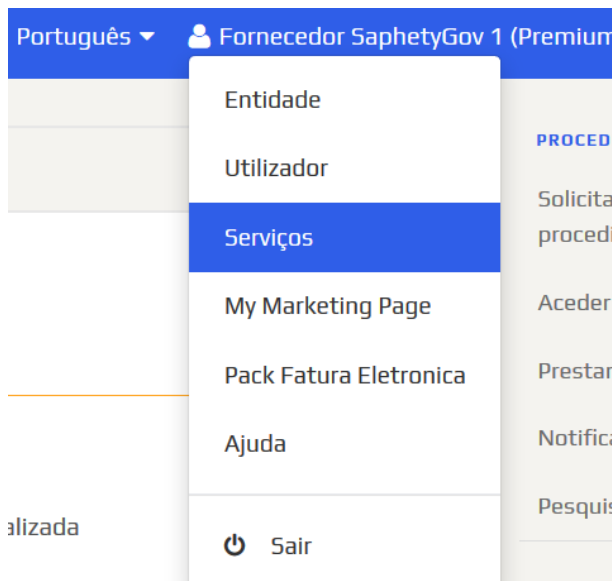 Português Fornecedor SaphetyGov 1 (Premium
Entidade
Utilizador
Serviços
My Marketing Page
Pack Fatura Eletronica
Ajuda
Sair
alizada
PROCED
Solicita
procedi
Aceder
Prestar
Notifica
Pesquis